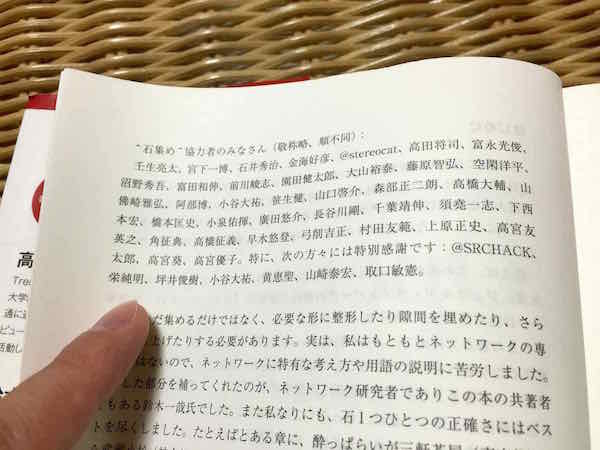 “石集め”協力者のみなさん（敬称略、順不同）：
壬生亮太、宮下一博、石井秀治、金海好彦、@stereocat、高田将司、富永光俊、
沼野秀吾、富田和伸、前川峻志、園田健太郎、大山裕泰、藤原智弘、空閑洋平、
佛崎雅弘、阿部博、小谷大祐、笹生健、山口啓介、森部正二朗、高橋大輔、山
本宏、橋本匡史、小泉佑揮、廣田悠介、長谷川剛、千葉靖伸、須堯一志、下西
英之、角征典、高橋征義、早水悠登、弓削吉正、村田友範、上原正史、高宮友
太郎、高宮葵、高宮優子。特に、次の方々には特別感謝です：@SRCHACK、
栄純明、坪井俊樹、小谷大祐、黄恵聖、山崎泰宏、取口敏憲。
だ集めるだけではなく、必要な形に整形したり隙間を埋めたり、さら
上げたりする必要があります。実は、私はもともとネットワークの専
はないので、ネットワークに特有な考え方や用語の説明に苦労しました。
した部分を補ってくれたのが、ネットワーク研究者でありこの本の共著者
もある鈴木一哉氏でした。また私なりにも、石1つひとつの正確さにはベス
トを尽くしました。たとえばとある章に、酔っぱらいが三軒茶屋
高
Tre
大学
通に
ビュー
活動し